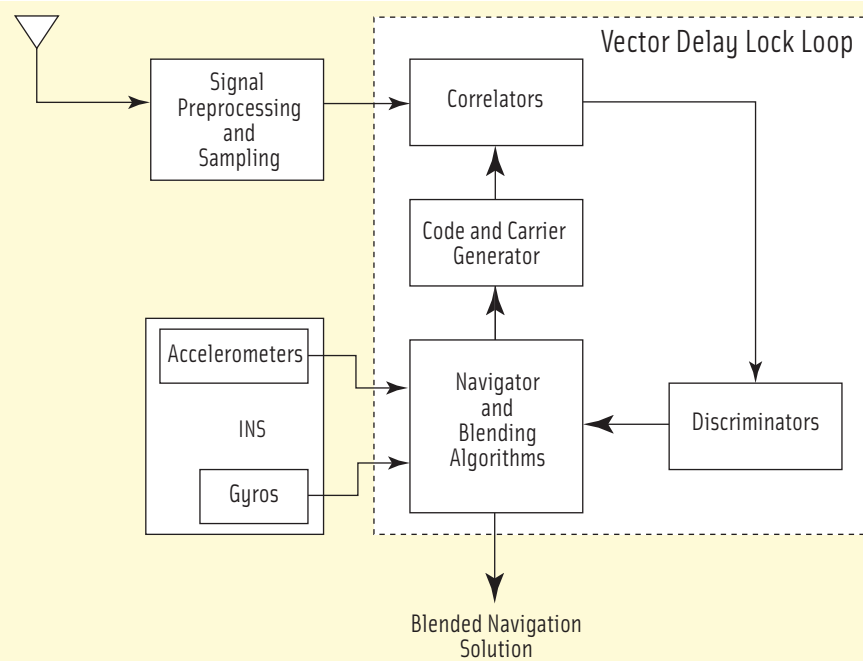 Vector Delay Lock Loop
Signal
Preprocessing
and
Sampling
Correlators
Code and Carrier
Generator
Accelerometers
INS
Gyros
Navigator
and
Blending
Algorithms
Discriminators
Blended Navigation
Solution